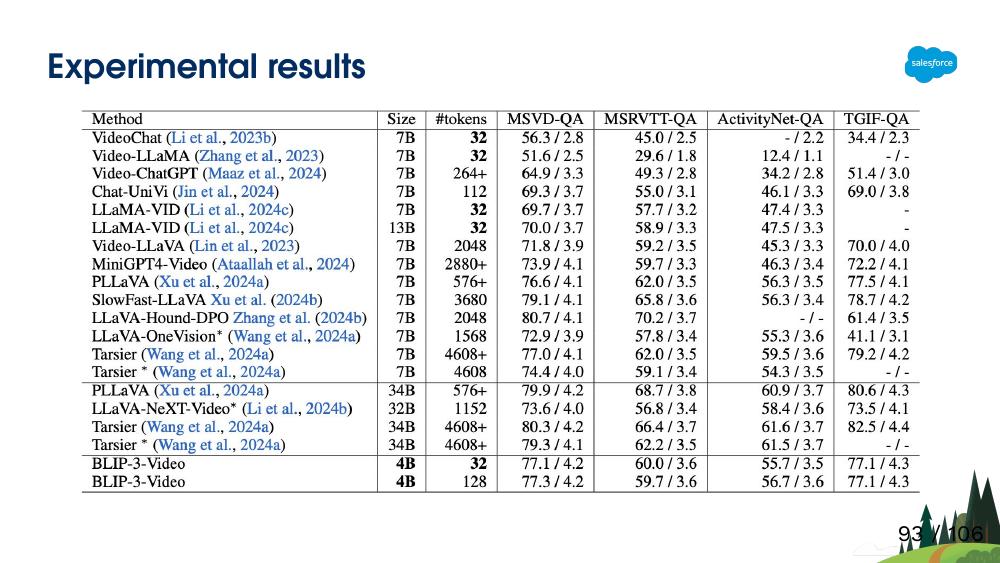 Experimental results
salesforce
Method Size #tokens MSVD-QA MSRVTT-QA ActivityNet-QA TGIF-QA
VideoChat (Li et al., 2023b) 7B 32 56.3 / 2.8 45.0 / 2.5 - / 2.2 34.4 / 2.3
Video-LLaMA (Zhang et al., 2023) 7B 32 51.6 / 2.5 29.6 / 1.8 12.4 / 1.1 - / -
Video-ChatGPT (Maaz et al., 2024) 7B 264+ 64.9 / 3.3 49.3 / 2.8 34.2 / 2.8 51.4 / 3.0
Chat-UniVi (Jin et al., 2024) 7B 112 69.3 / 3.7 55.0 / 3.1 46.1 / 3.3 69.0 / 3.8
LLaMA-VID (Li et al., 2024c) 7B 32 69.7 / 3.7 57.7 / 3.2 47.4 / 3.3 -
LLaMA-VID (Li et al., 2024c) 13B 32 70.0 / 3.7 58.9 / 3.3 47.5 / 3.3 -
Video-LLaVA (Lin et al., 2023) 7B 2048 71.8 / 3.9 59.2 / 3.5 45.3 / 3.3 70.0 / 4.0
MiniGPT4-Video (Ataallah et al., 2024) 7B 2880+ 73.9 / 4.1 59.7 / 3.3 46.3 / 3.4 72.2 / 4.1
PLLaVA (Xu et al., 2024a) 7B 576+ 76.6 / 4.1 62.0 / 3.5 56.3 / 3.5 77.5 / 4.1
SlowFast-LLaVA Xu et al. (2024b) 7B 3680 79.1 / 4.1 65.8 / 3.6 56.3 / 3.4 78.7 / 4.2
LLaVA-Hound-DPO Zhang et al. (2024b) 7B 2048 80.7 / 4.1 70.2 / 3.7 - / - 61.4 / 3.5
LLaVA-OneVision* (Wang et al., 2024a) 7B 1568 72.9 / 3.9 57.8 / 3.4 55.3 / 3.6 41.1 / 3.1
Tarsier (Wang et al., 2024a) 7B 4608+ 77.0 / 4.1 62.0 / 3.5 59.5 / 3.6 79.2 / 4.2
Tarsier * (Wang et al., 2024a) 7B 4608 74.4 / 4.0 59.1 / 3.4 54.3 / 3.5 - / -
PLLaVA (Xu et al., 2024a) 34B 576+ 79.9 / 4.2 68.7 / 3.8 60.9 / 3.7 80.6 / 4.3
LLaVA-NeXT-Video* (Li et al., 2024b) 32B 1152 73.6 / 4.0 56.8 / 3.4 58.4 / 3.6 73.5 / 4.1
Tarsier (Wang et al., 2024a) 34B 4608+ 80.3 / 4.2 66.4 / 3.7 61.6 / 3.7 82.5 / 4.4
Tarsier * (Wang et al., 2024a) 34B 4608+ 79.3 / 4.1 62.2 / 3.5 61.5 / 3.7 - / -
BLIP-3-Video 4B 32 77.1 / 4.2 60.0 / 3.6 55.7 / 3.5 77.1 / 4.3
BLIP-3-Video 4B 128 77.3 / 4.2 59.7 / 3.6 56.7 / 3.6 77.1 / 4.3
93 / 106